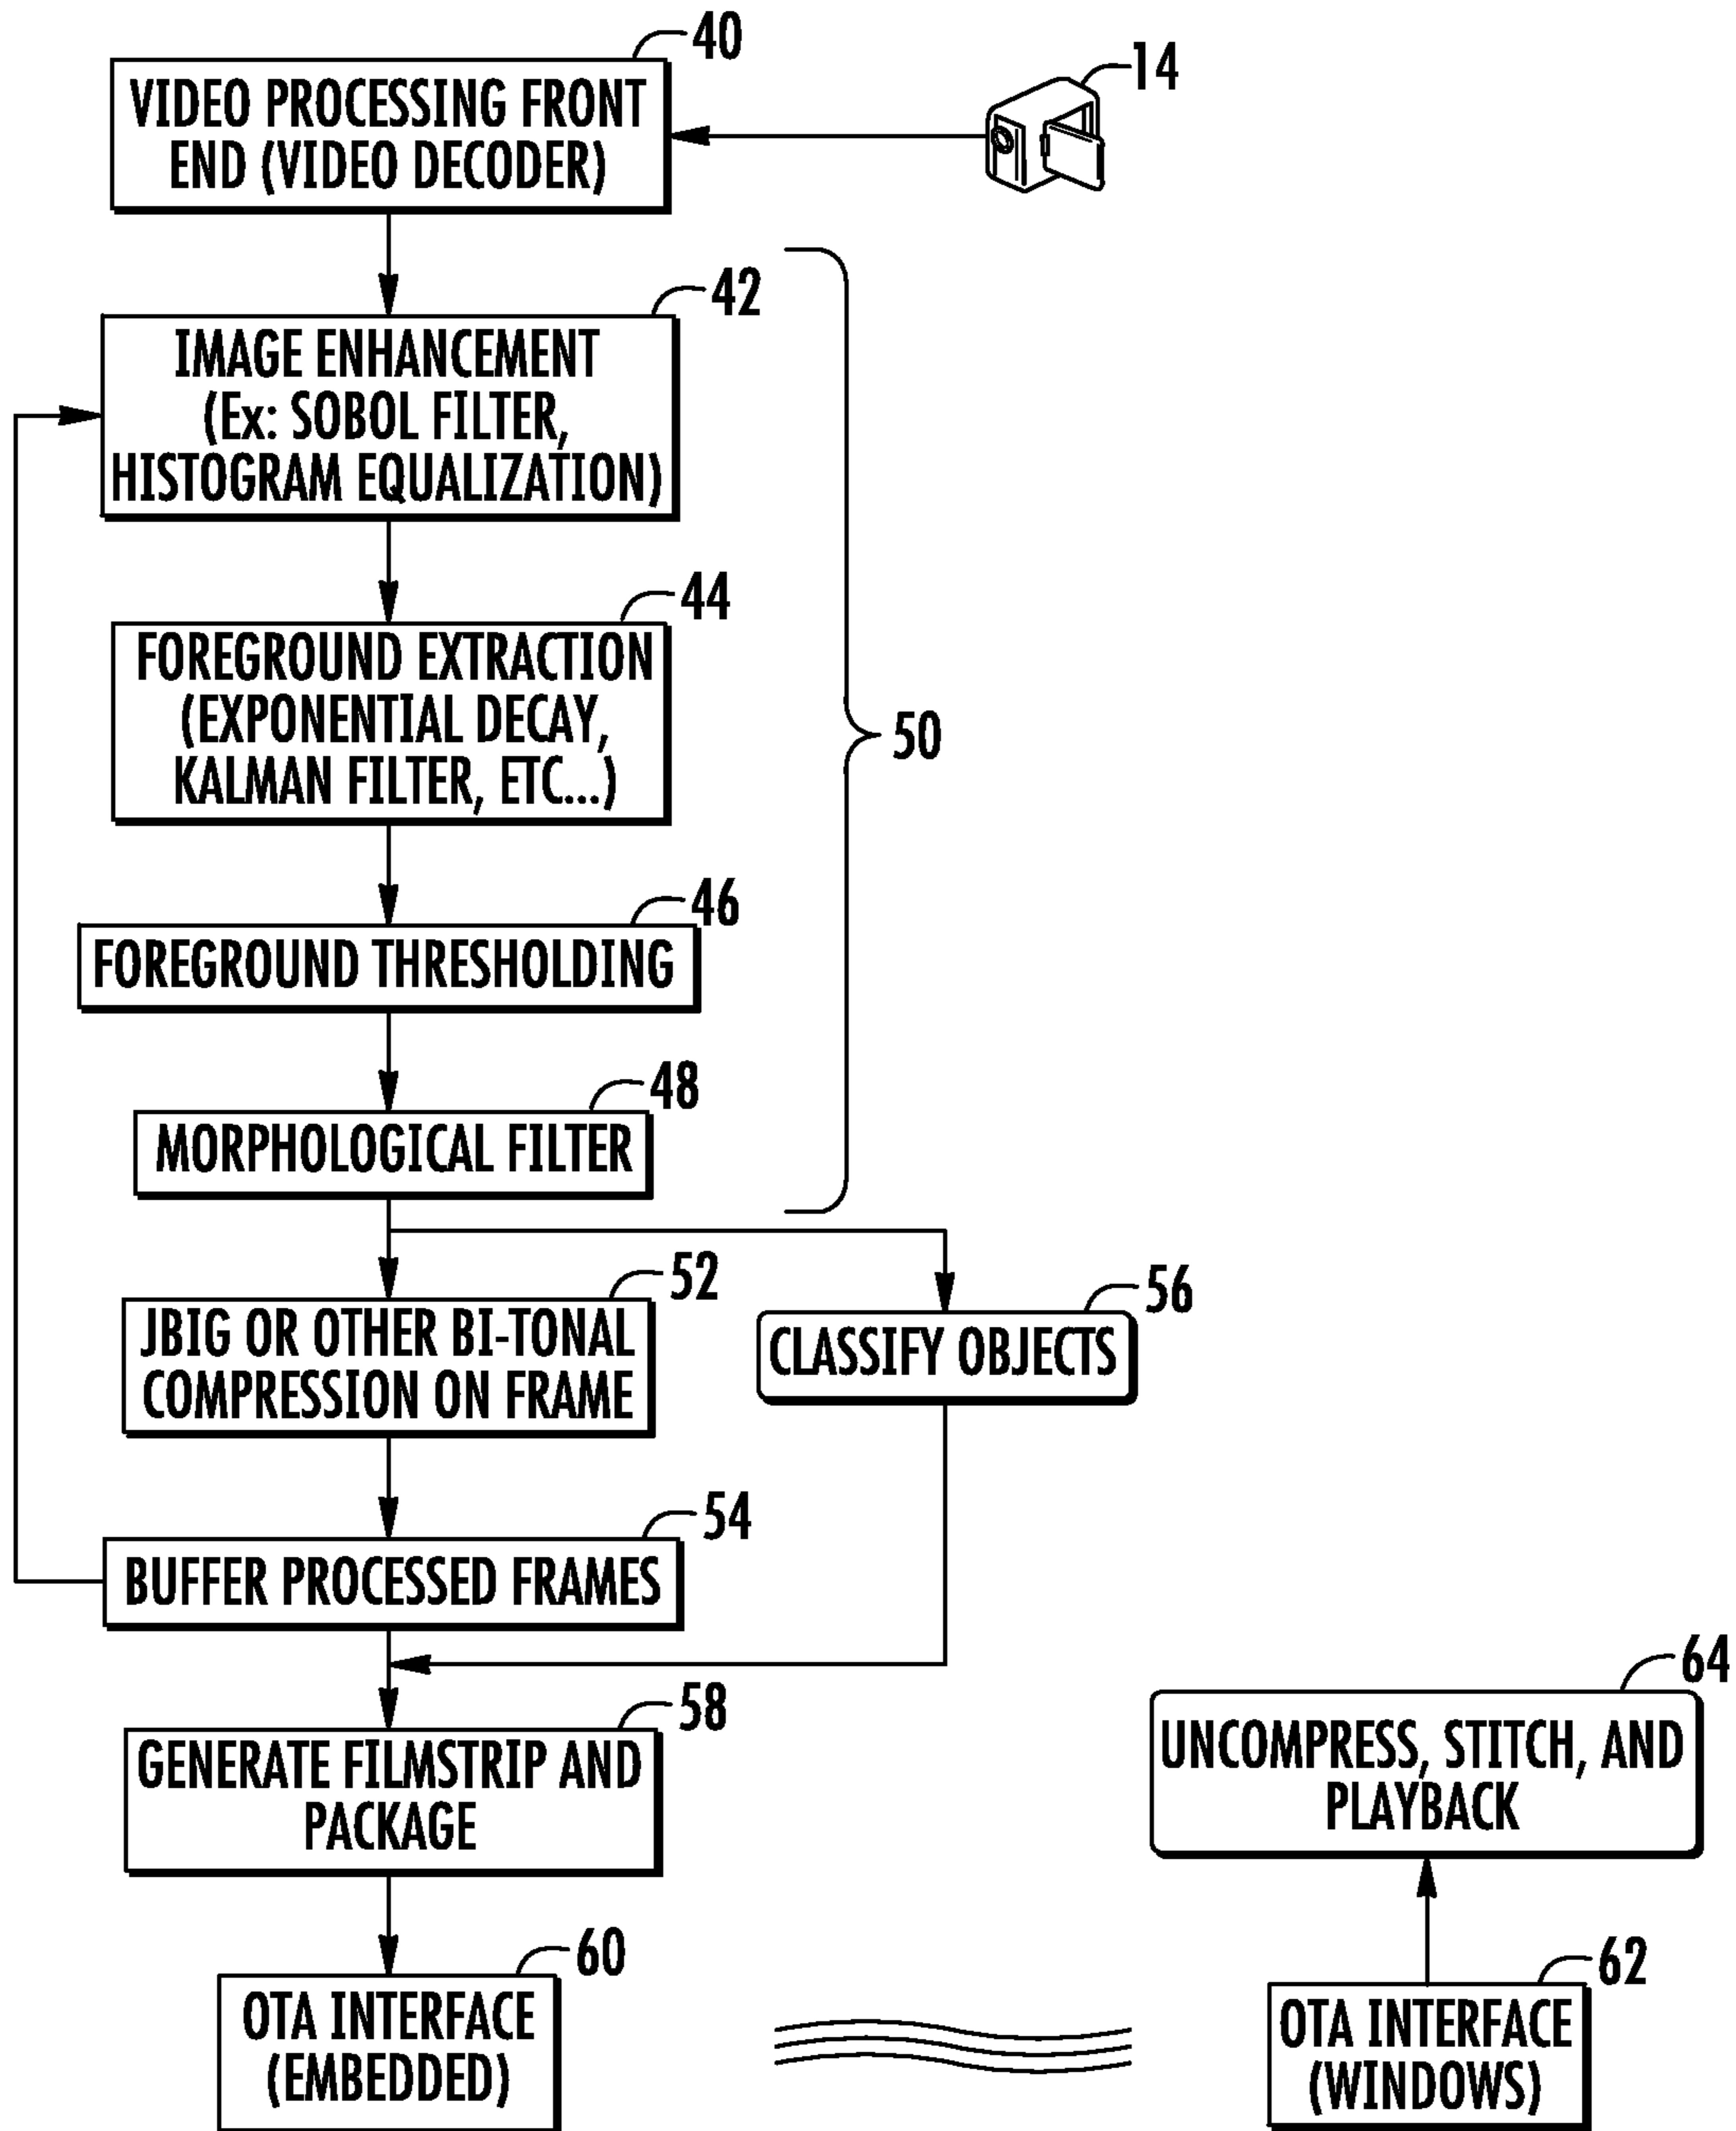 40
VIDEO PROCESSING FRONT
END (VIDEO DECODER)
14
42
IMAGE ENHANCEMENT
(Ex: SOBOL FILTER,
HISTOGRAM EQUALIZATION)
44
FOREGROUND EXTRACTION
(EXPONENTIAL DECAY,
KALMAN FILTER, ETC...)
50
46
FOREGROUND THRESHOLDING
48
MORPHOLOGICAL FILTER
52
JBIG OR OTHER BI-TONAL
COMPRESSION ON FRAME
56
CLASSIFY OBJECTS
54
BUFFER PROCESSED FRAMES
58
GENERATE FILMSTRIP AND
PACKAGE
64
UNCOMPRESS, STITCH, AND
PLAYBACK
60
OTA INTERFACE
(EMBEDDED)
62
OTA INTERFACE
(WINDOWS)